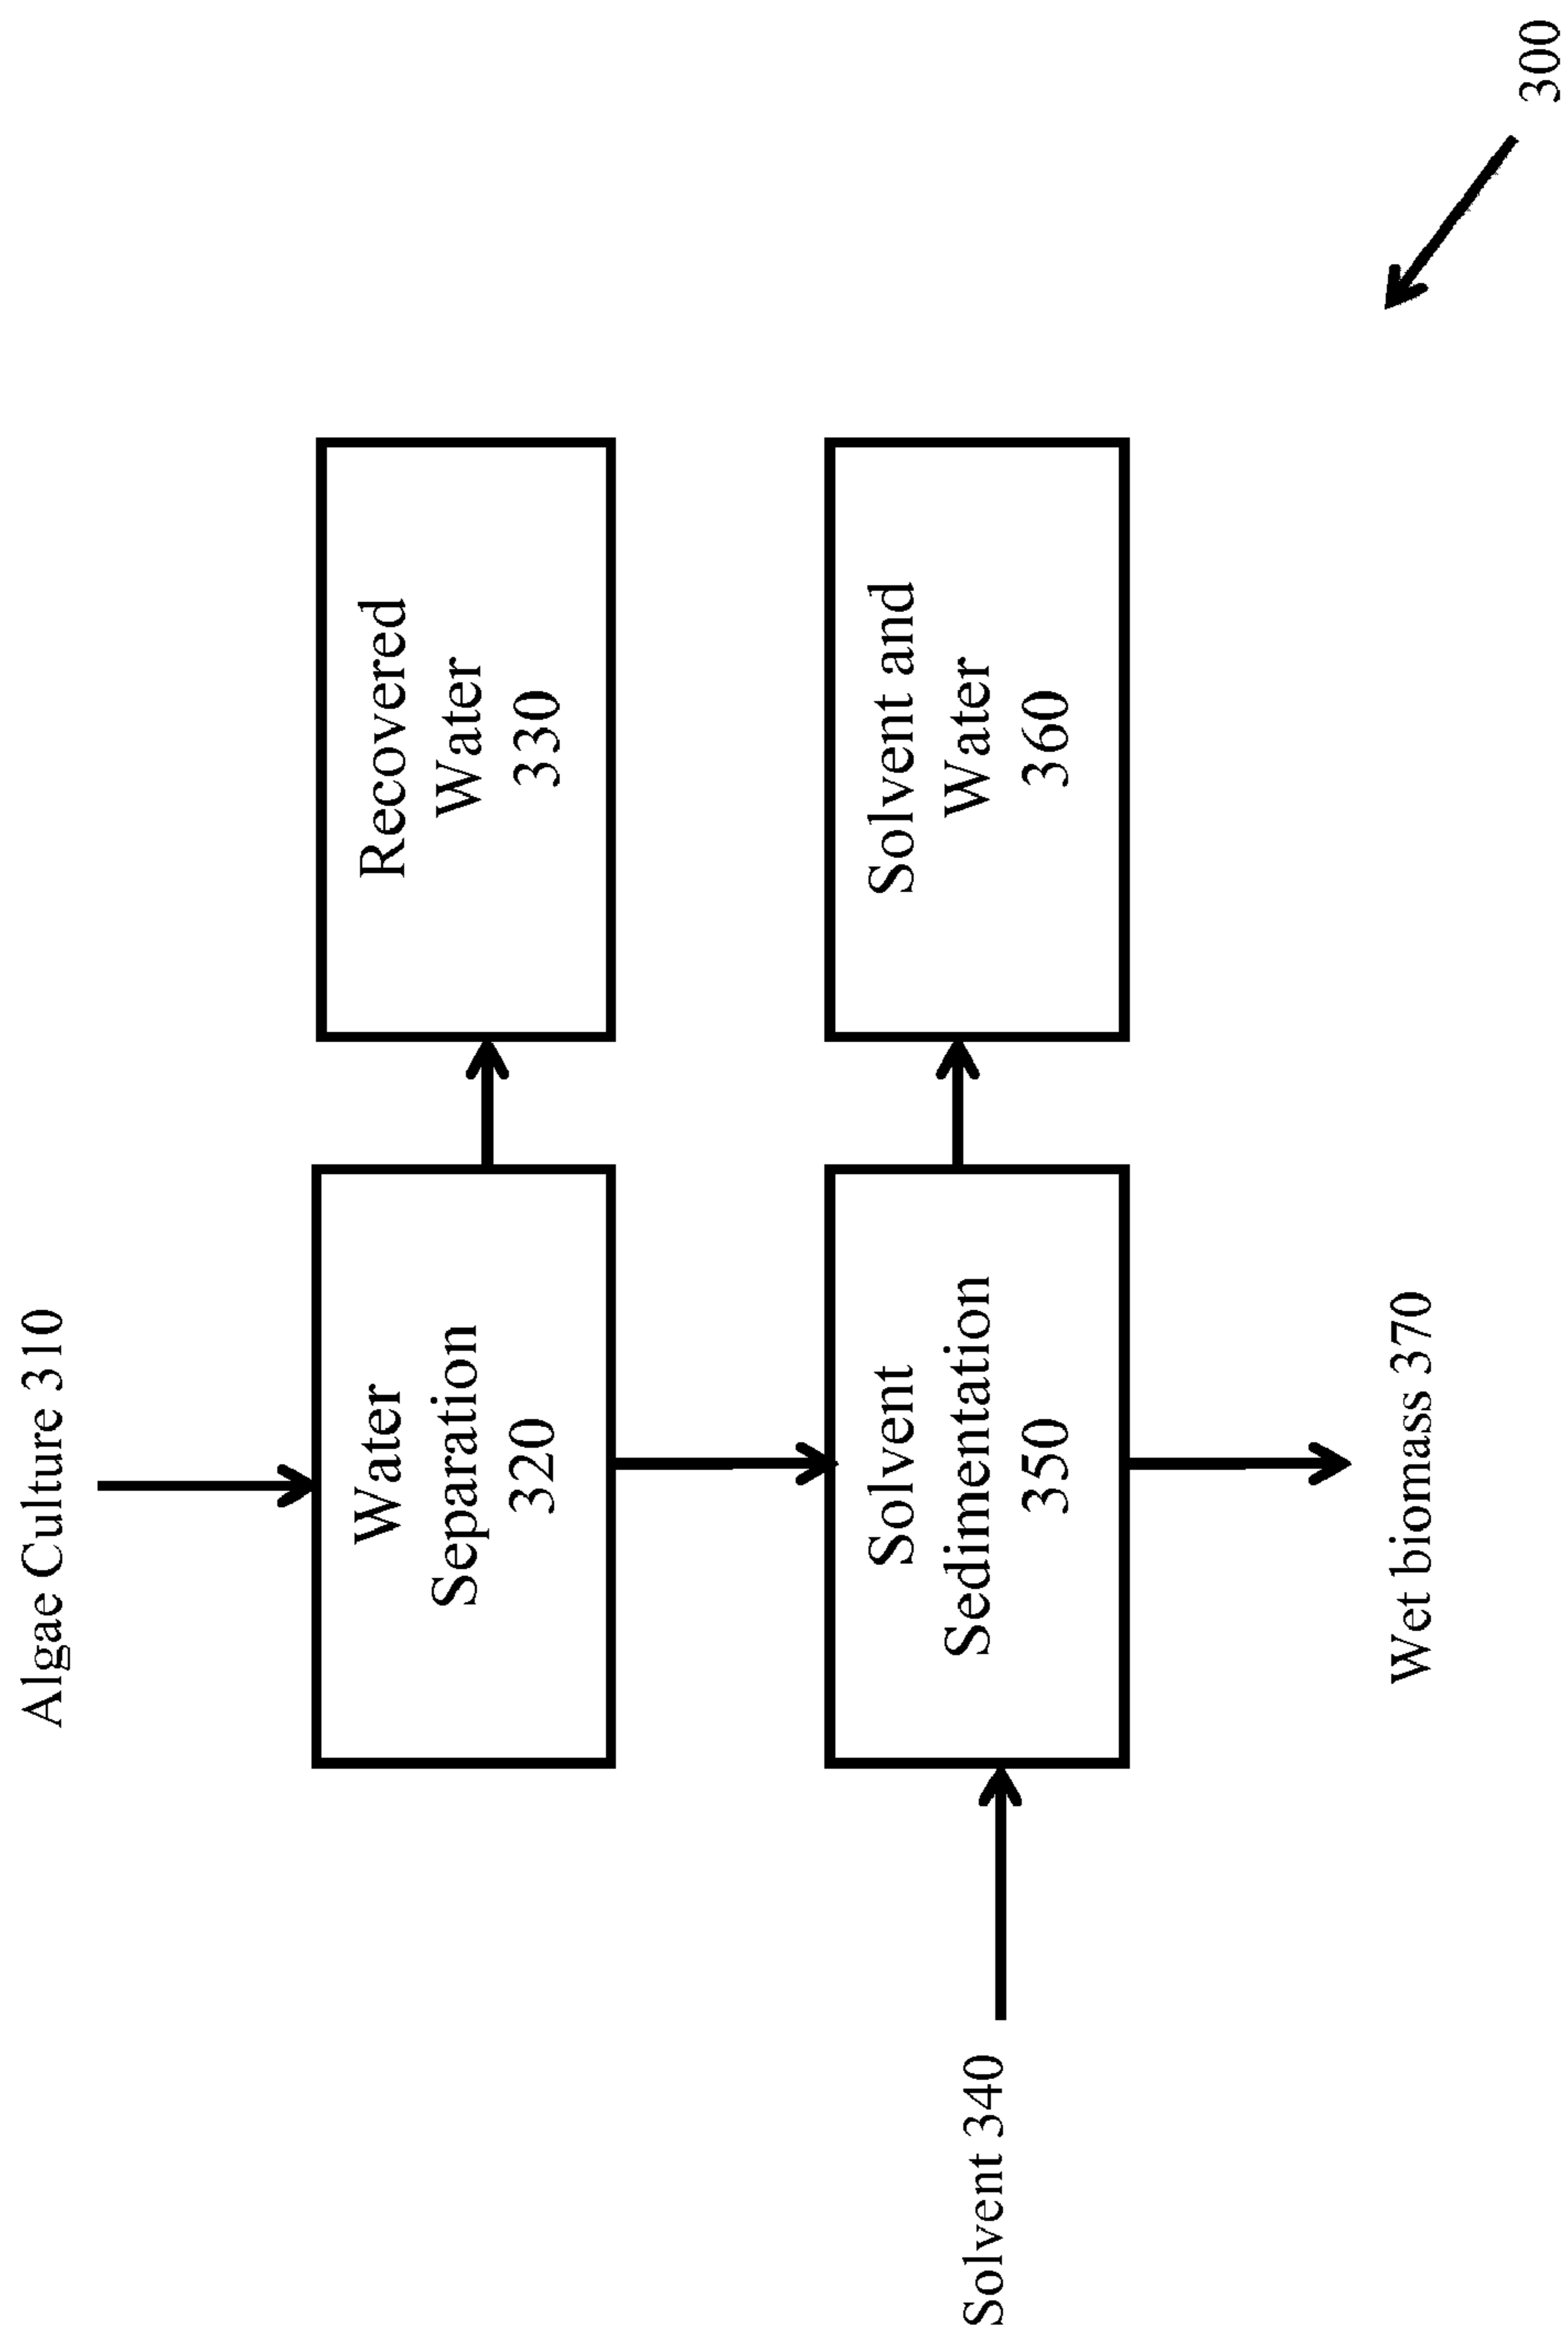 Algae Culture 310
Water
Separation
320
Recovered
Water
330
Solvent 340
Solvent
Sedimentation
350
Solvent and
Water
360
Wet biomass 370
300